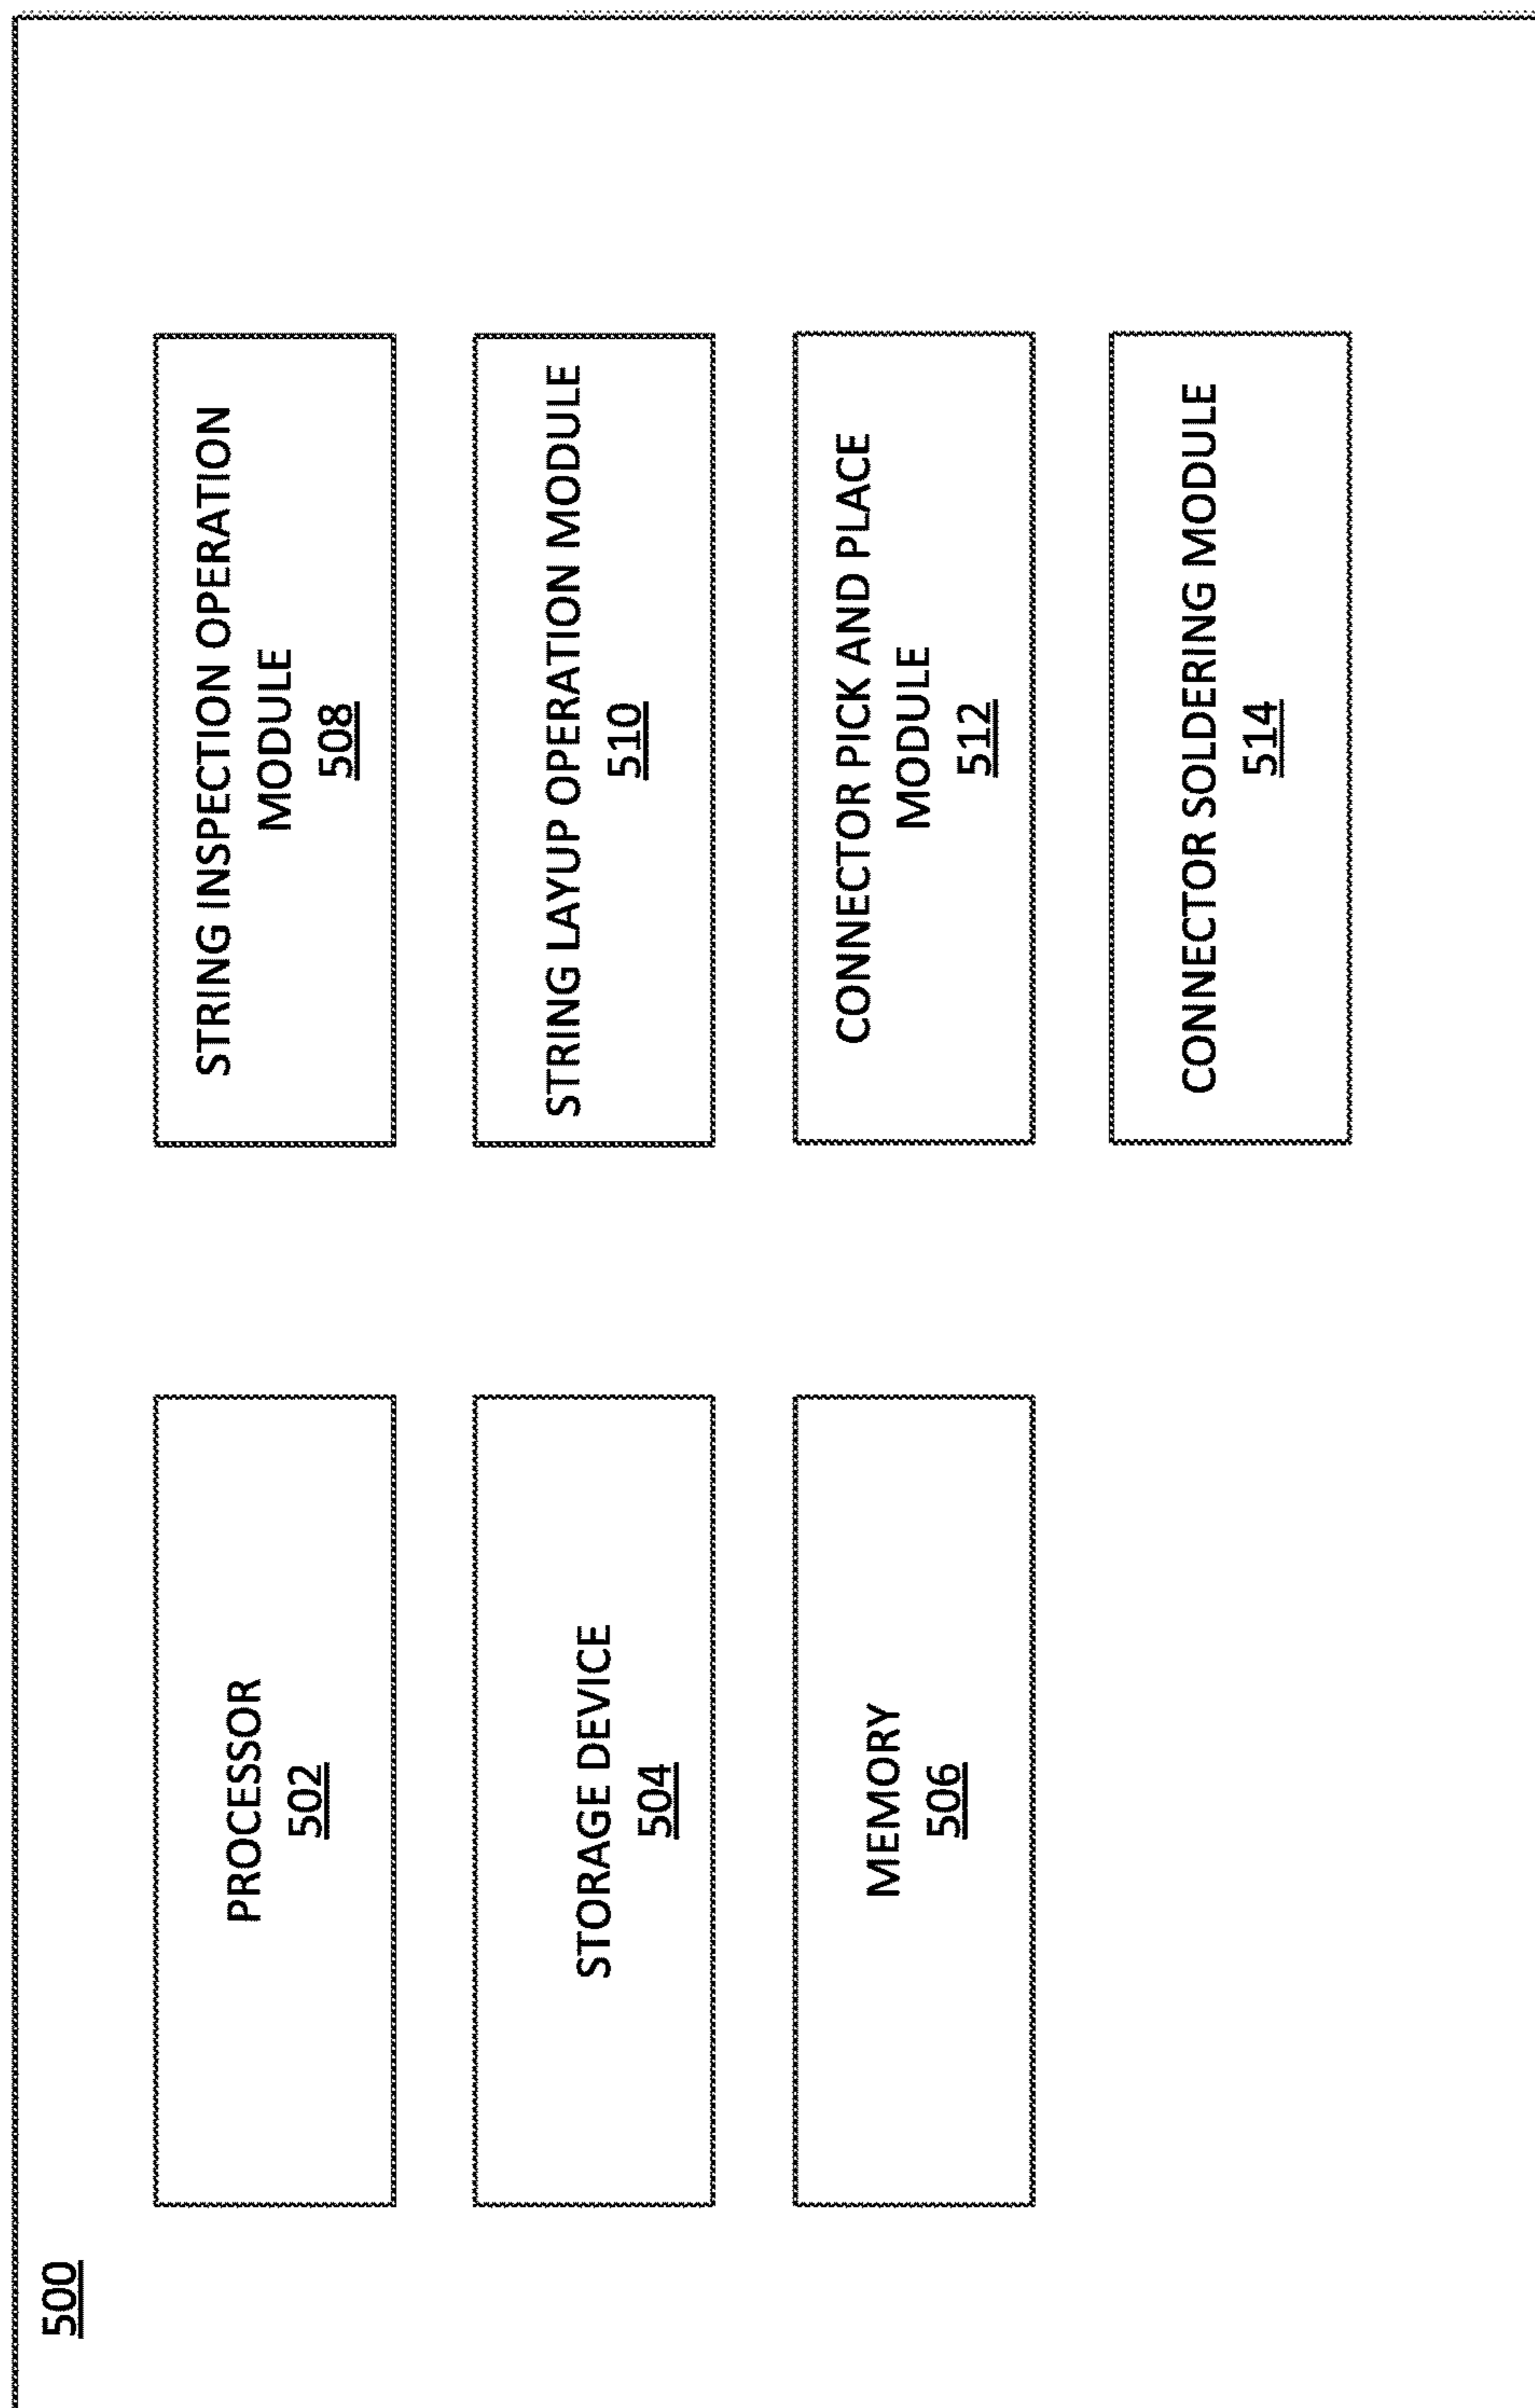 500
PROCESSOR
502
STORAGE DEVICE
504
MEMORY
506
STRING INSPECTION OPERATION
MODULE
508
STRING LAYUP OPERATION MODULE
510
CONNECTOR PICK AND PLACE
MODULE
512
CONNECTOR SOLDERING MODULE
514